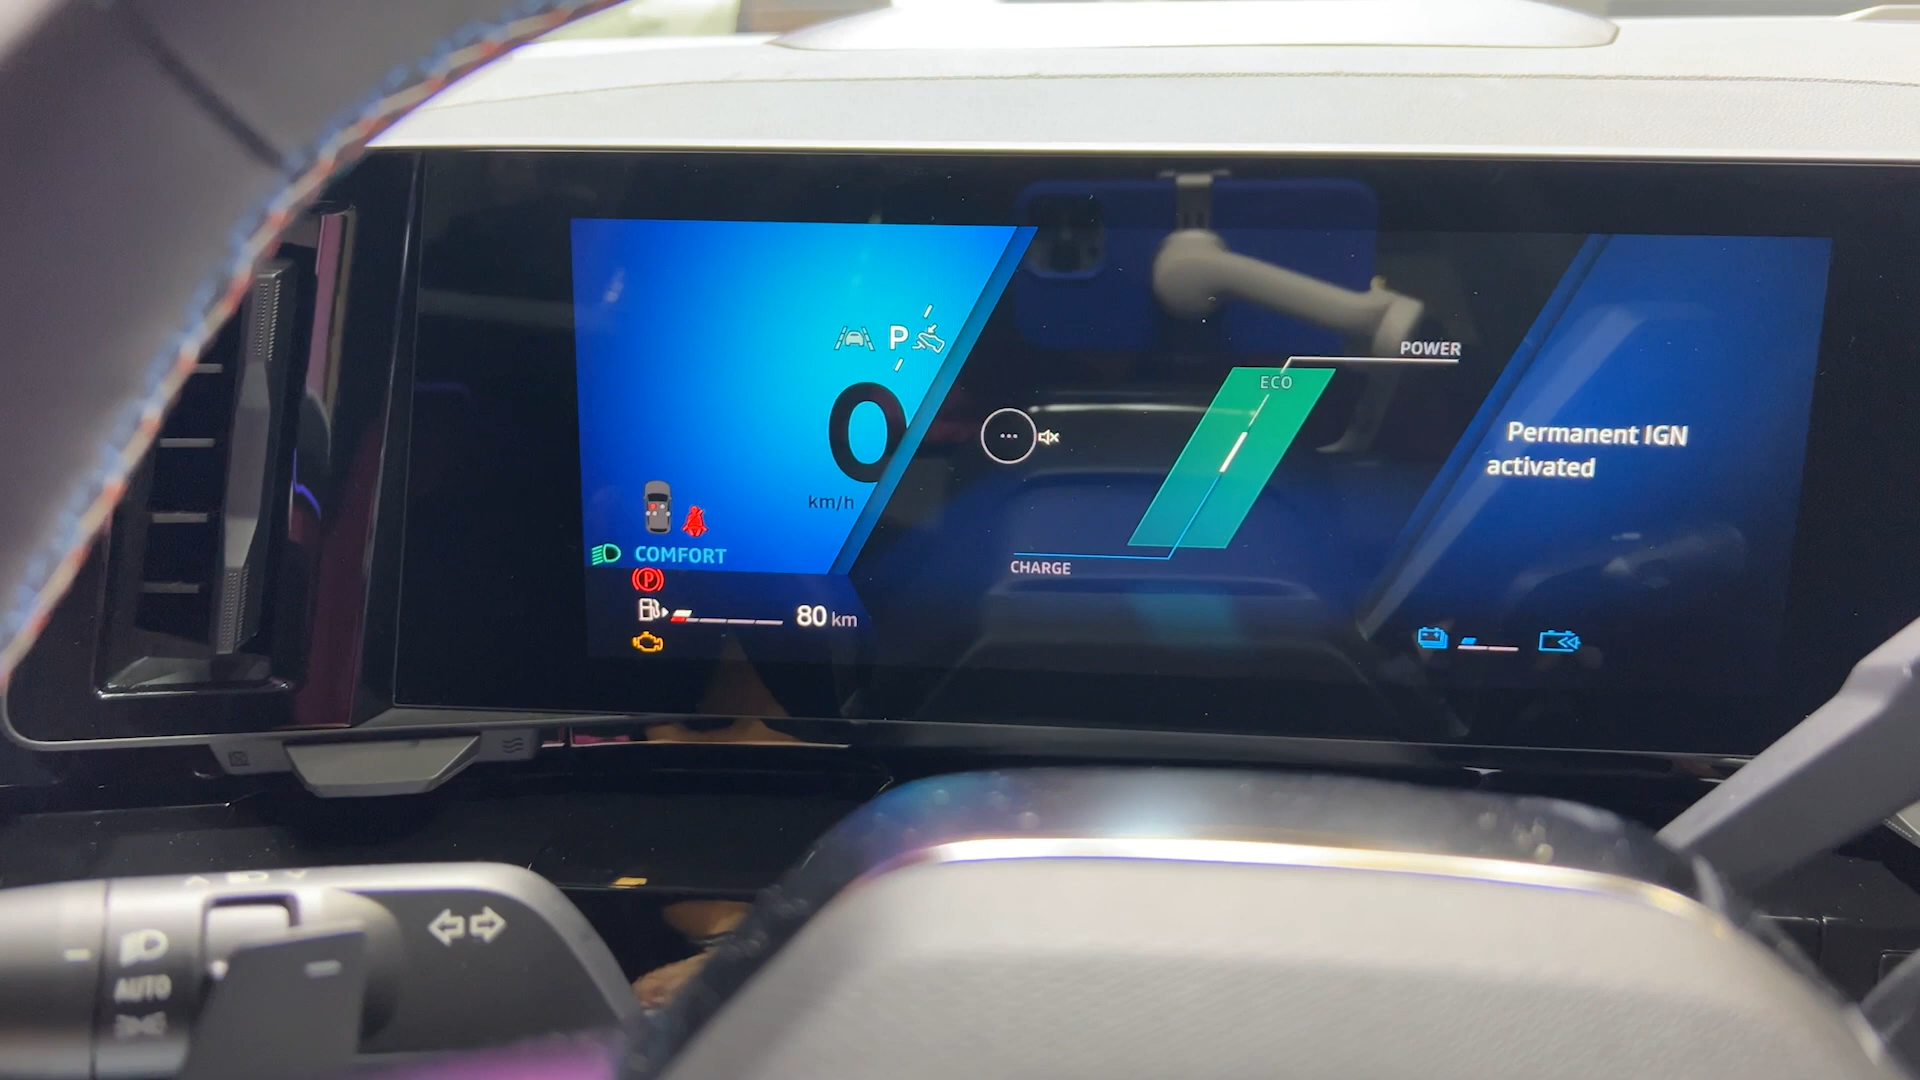 P
0
km/h
POWER
ECO
CHARGE
Permanent IGN
activated
COMFORT
P
80 km
AUTO